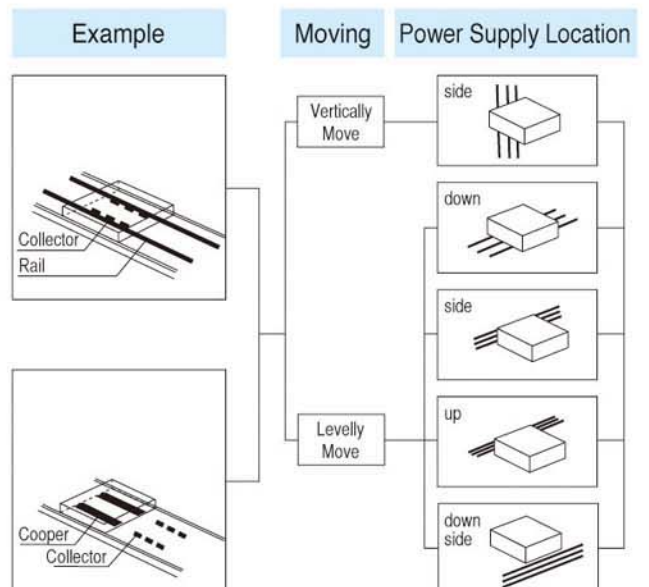 Example
Moving
Power Supply Location
Collector
Rail
Cooper
Collector
Vertically
Move
Levelly
Move
side
down
side
up
down
side